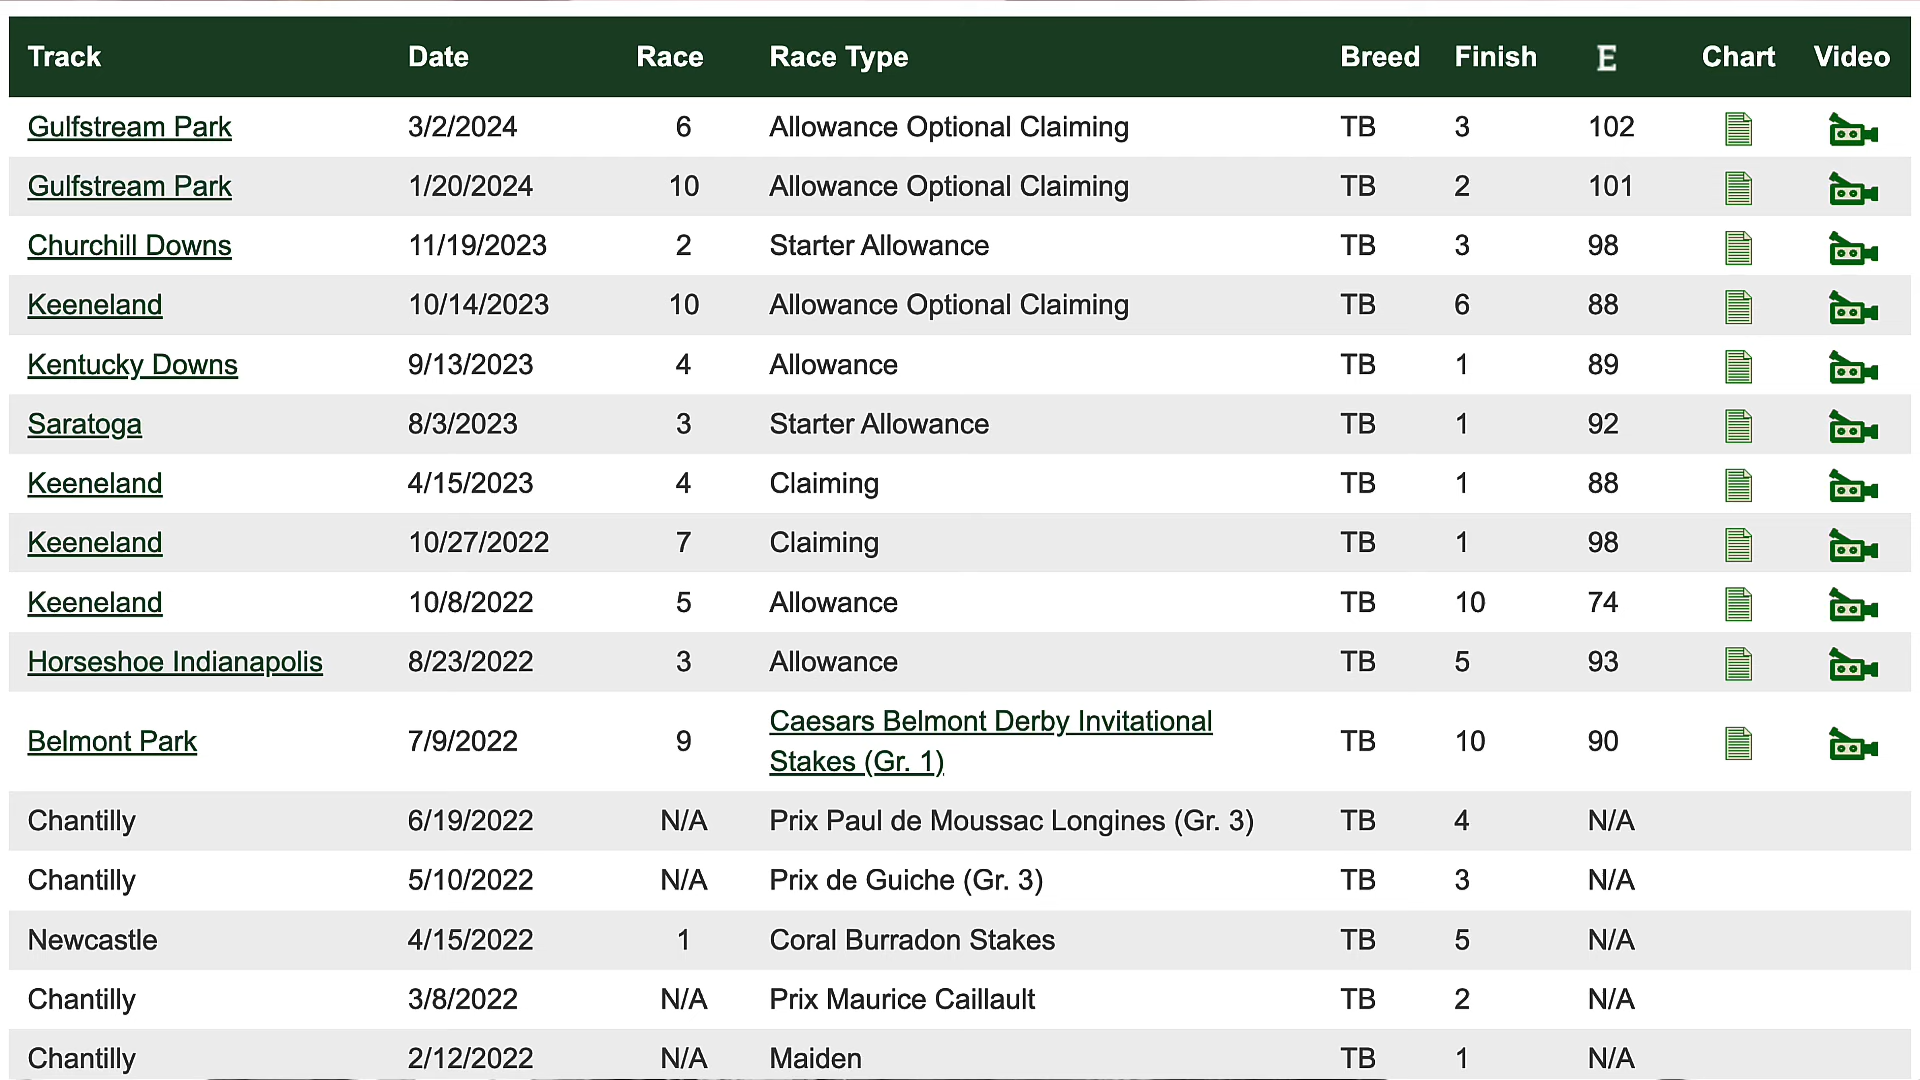 Track Date Race Race Type Breed Finish E Chart Video
Gulfstream Park 3/2/2024 6 Allowance Optional Claiming TB 3 102
Gulfstream Park 1/20/2024 10 Allowance Optional Claiming TB 2 101
Churchill Downs 11/19/2023 2 Starter Allowance TB 3 98
Keeneland 10/14/2023 10 Allowance Optional Claiming TB 6 88
Kentucky Downs 9/13/2023 4 Allowance TB 1 89
Saratoga 8/3/2023 3 Starter Allowance TB 1 92
Keeneland 4/15/2023 4 Claiming TB 1 88
Keeneland 10/27/2022 7 Claiming TB 1 98
Keeneland 10/8/2022 5 Allowance TB 10 74
Horseshoe Indianapolis 8/23/2022 3 Allowance TB 5 93
Belmont Park 7/9/2022 9 Caesars Belmont Derby Invitational
Stakes (Gr. 1) TB 10 90
Chantilly 6/19/2022 N/A Prix Paul de Moussac Longines (Gr. 3) TB 4 N/A
Chantilly 5/10/2022 N/A Prix de Guiche (Gr. 3) TB 3 N/A
Newcastle 4/15/2022 1 Coral Burradon Stakes TB 5 N/A
Chantilly 3/8/2022 N/A Prix Maurice Caillault TB 2 N/A
Chantilly 2/12/2022 N/A Maiden TB 1 N/A